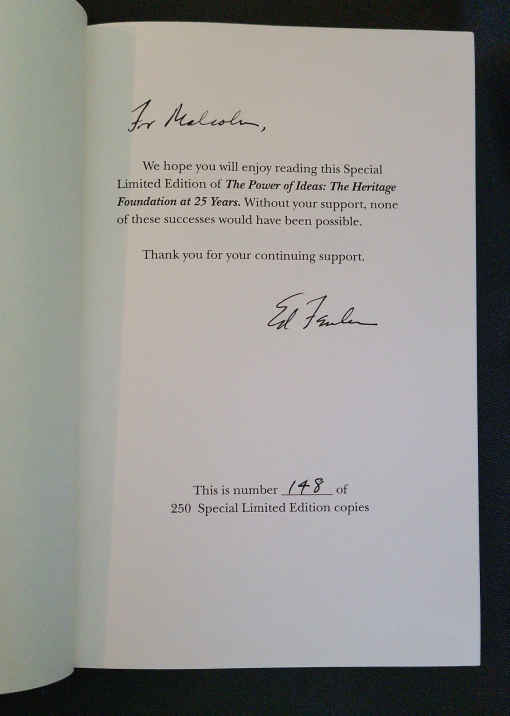 For Malcolm,
We hope you will enjoy reading this Special
Limited Edition of The Power of Ideas: The Heritage
Foundation at 25 Years. Without your support, none
of these successes would have been possible.
Thank you for your continuing support.
Ed Feulner
This is number 148 of
250 Special Limited Edition copies